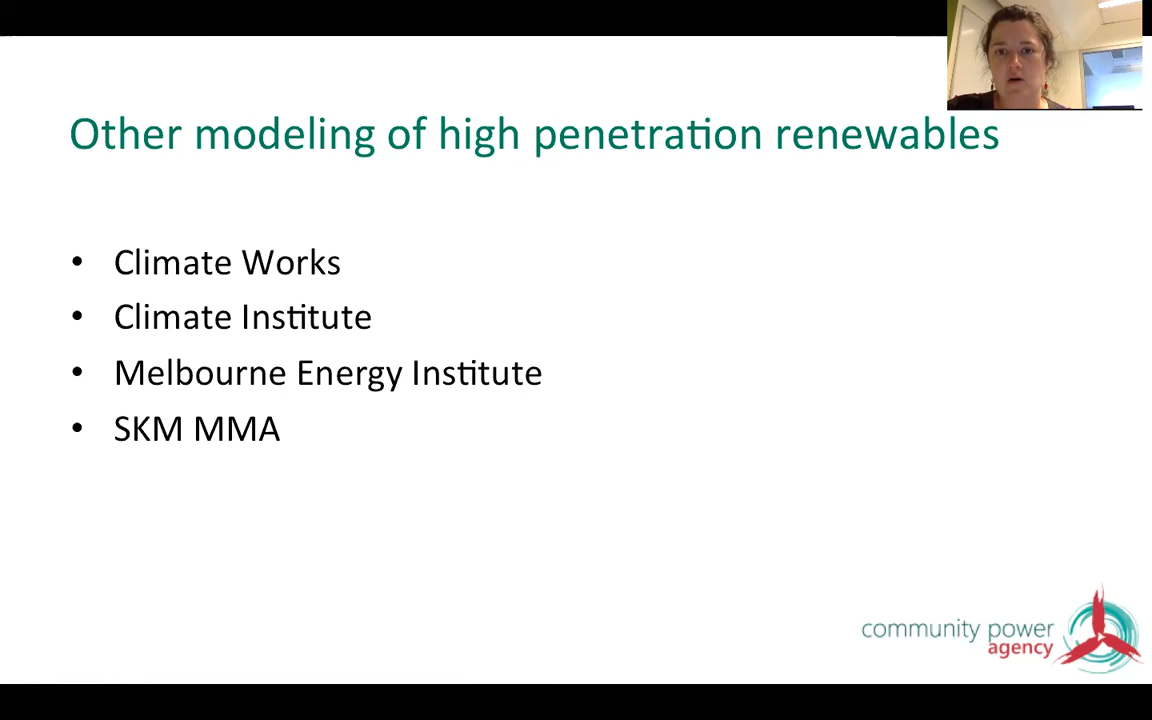 Other modeling of high penetration renewables
• Climate Works
• Climate Institute
• Melbourne Energy Institute
• SKM MMA
community power
agency